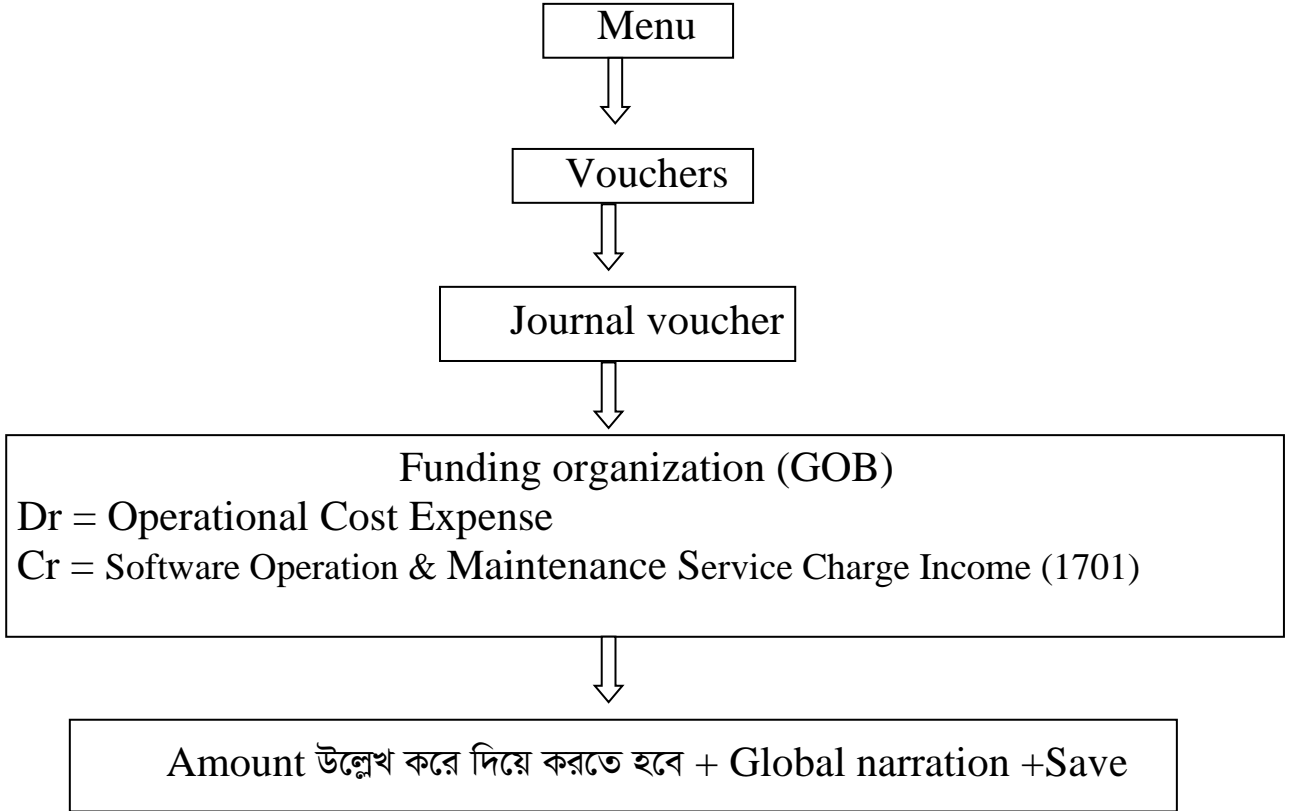 Menu
Vouchers
Journal voucher
Funding organization (GOB)
Dr = Operational Cost Expense
Cr = Software Operation & Maintenance Service Charge Income (1701)
Amount উল্লেখ করে দিয়ে করতে হবে + Global narration +Save